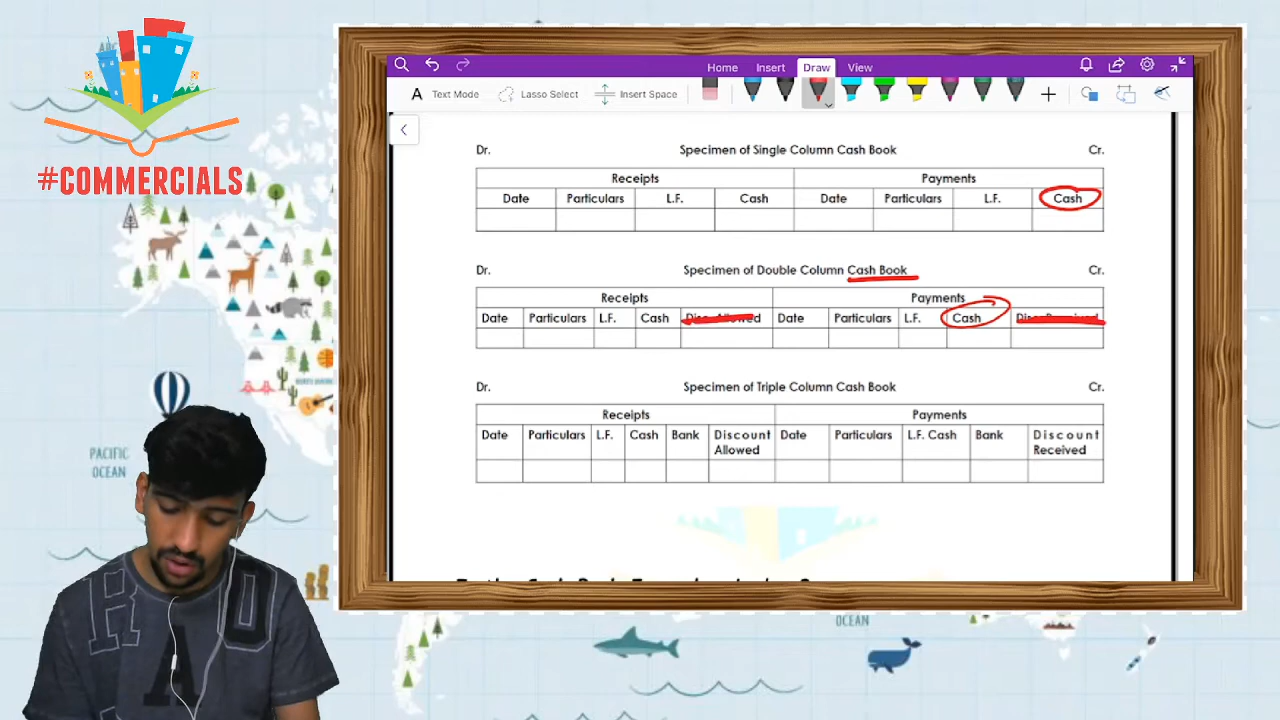 #COMMERCIALS
Home Insert Draw View
A Text Mode Lasso Select Insert Space
Dr. Specimen of Single Column Cash Book Cr.
Receipts Payments
Date Particulars L.F. Cash Date Particulars L.F. Cash
Dr. Specimen of Double Column Cash Book Cr.
Receipts Payments
Date Particulars L.F. Cash Disc. Allowed Date Particulars L.F. Cash
Dr. Specimen of Triple Column Cash Book Cr.
Receipts Payments
Date Particulars L.F. Cash Bank Discount Date Particulars L.F. Cash Bank Discount
Allowed Received
PACIFIC
OCEAN
OCEAN